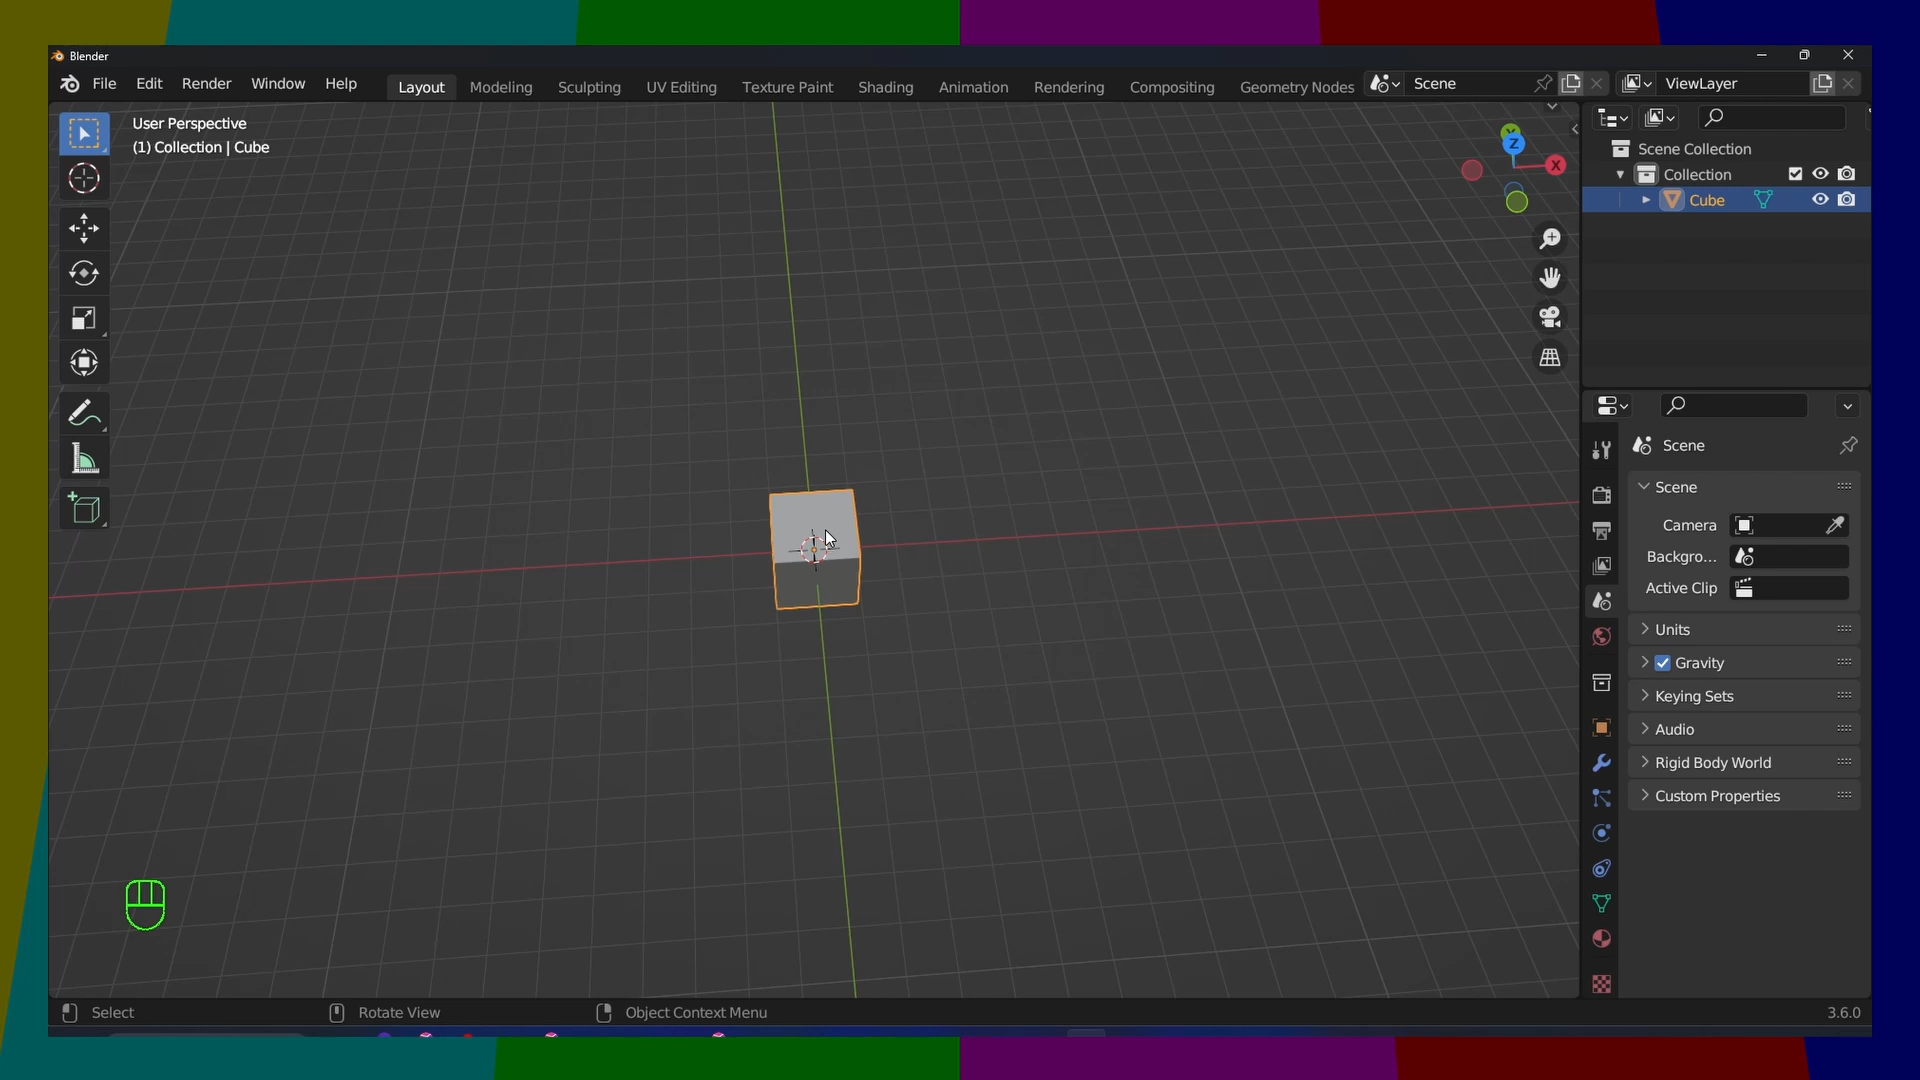 Blender
File Edit Render Window Help Layout Modeling Sculpting UV Editing Texture Paint Shading Animation Rendering Compositing Geometry Nodes Scene ViewLayer
User Perspective
(1) Collection | Cube
Y
Z
X
Scene Collection
Collection
Cube
Scene
Scene
Camera
Backgro...
Active Clip
Units
Gravity
Keying Sets
Audio
Rigid Body World
Custom Properties
Select Rotate View Object Context Menu 3.6.0